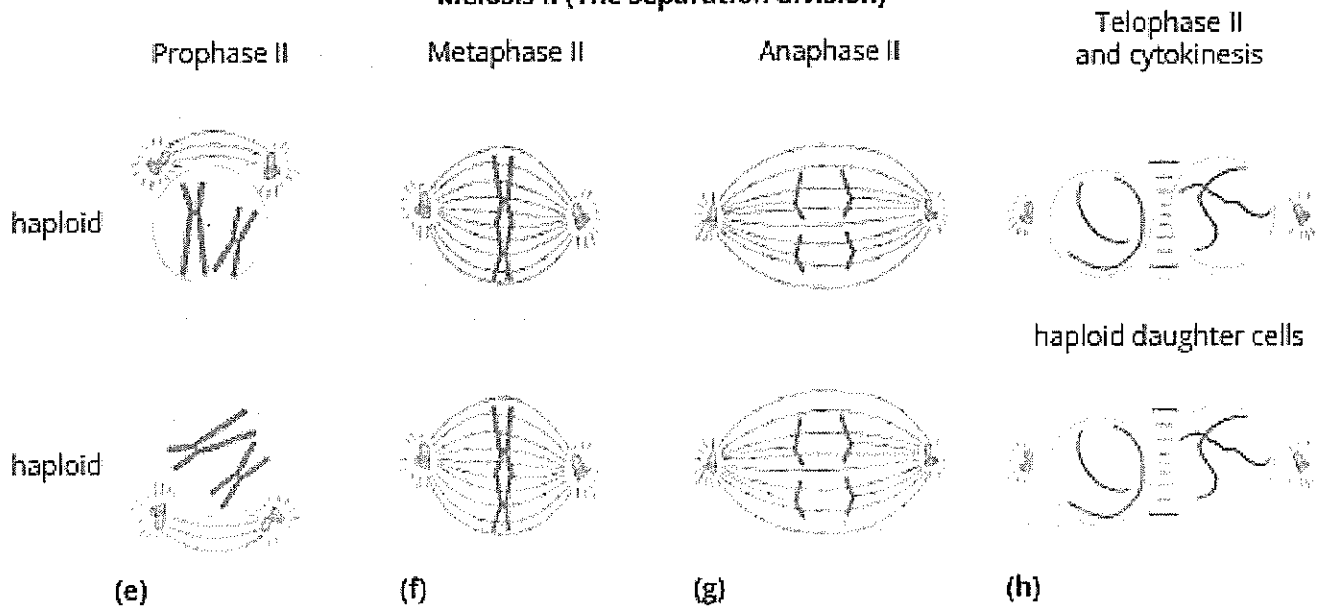 Prophase II
Metaphase II
Anaphase II
Telophase II
and cytokinesis
haploid
haploid daughter cells
haploid
(e)
(f)
(g)
(h)